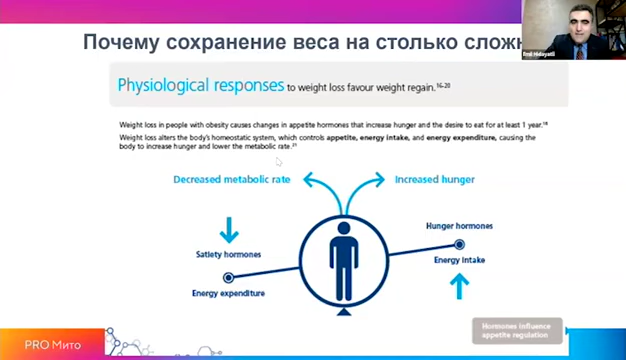 Почему сохранение веса на столько сложн
Physiological responses to weight loss favour weight regain.16-20
Weight loss in people with obesity causes changes in appetite hormones that increase hunger and the desire to eat for at least 1 year.18
Weight loss alters the body's homeostatic system, which controls appetite, energy intake, and energy expenditure, causing the
body to increase hunger and lower the metabolic rate.21
Decreased metabolic rate
Increased hunger
Satiety hormones
Energy expenditure
Hunger hormones
Energy intake
Hormones influence
appetite regulation
PRO Мито